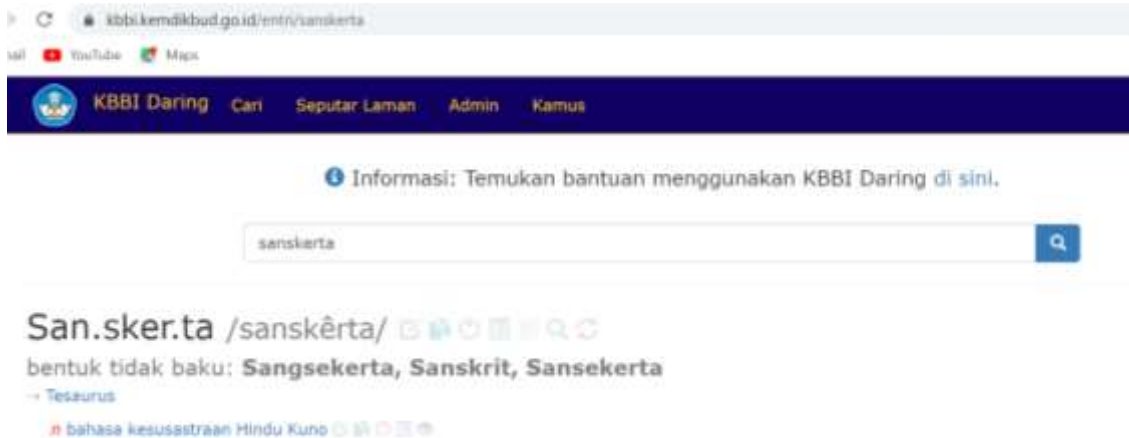 kbbi.kemdikbud.go.id/entri/sanskerta
YouTube Maps
KBBI Daring Cari Seputar Laman Admin Kamus
Informasi: Temukan bantuan menggunakan KBBI Daring di sini.
sanskerta
San.sker.ta /sanskêrta/
bentuk tidak baku: Sangsekerta, Sanskrit, Sansekerta
→ Tesaurus
n bahasa kesusastraan Hindu Kuno